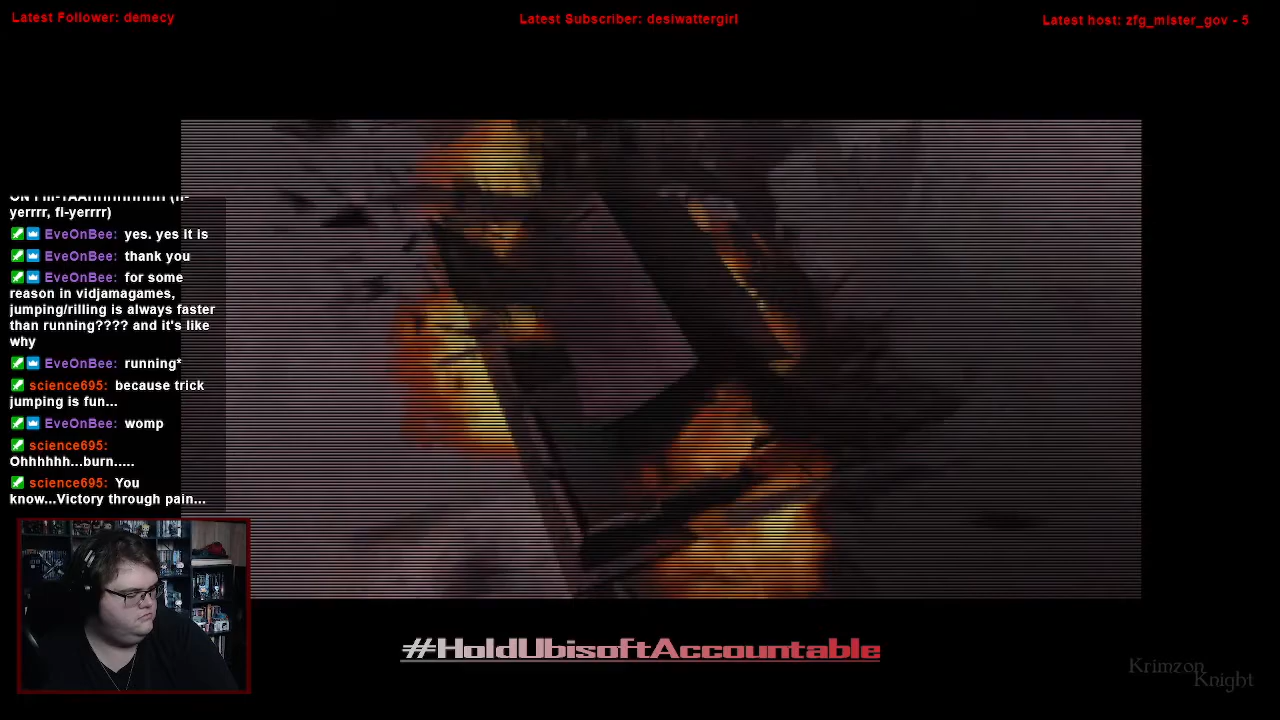 Latest Follower: demecy
Latest Subscriber: desiwattergirl
Latest host: zfg_mister_gov - 5
yerrrr, fl-yerrrr)
EveOnBee: yes. yes it is
EveOnBee: thank you
EveOnBee: for some
reason in vidjamagames,
jumping/rilling is always faster
than running???? and it's like
why
EveOnBee: running*
science695: because trick
jumping is fun...
EveOnBee: womp
science695:
Ohhhhhh...burn.....
science695: You
know...Victory through pain...
#HoldUbisoftAccountable
Krimzon
Knight